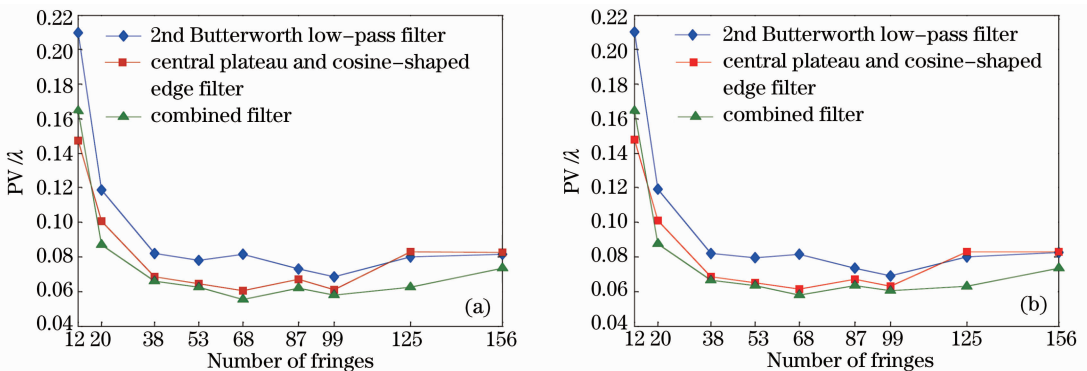 0.22
0.20
0.18
0.16
0.14
0.12
0.10
0.08
0.06
0.04
PV/λ
2nd Butterworth low-pass filter
central plateau and cosine-shaped
edge filter
combined filter
(a)
12 20 38 53 68 87 99 125 156
Number of fringes
0.22
0.20
0.18
0.16
0.14
0.12
0.10
0.08
0.06
0.04
PV/λ
2nd Butterworth low-pass filter
central plateau and cosine-shaped
edge filter
combined filter
(b)
12 20 38 53 68 87 99 125 156
Number of fringes